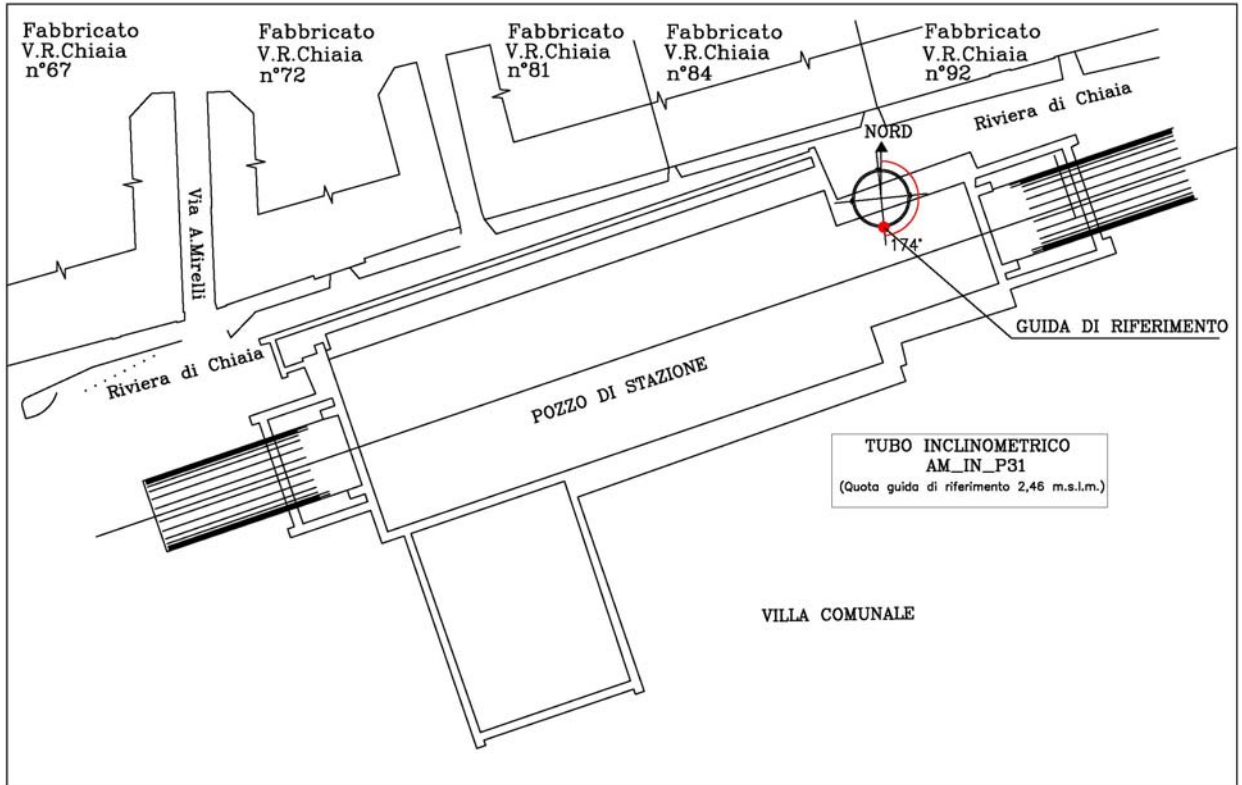 Fabbricato
V.R.Chiaia
n°67
Fabbricato
V.R.Chiaia
n°72
Fabbricato
V.R.Chiaia
n°81
Fabbricato
V.R.Chiaia
n°84
Fabbricato
V.R.Chiaia
n°92
Riviera di Chiaia
NORD
Via A.Mirelli
174°
GUIDA DI RIFERIMENTO
Riviera di Chiaia
POZZO DI STAZIONE
TUBO INCLINOMETRICO
AM_IN_P31
(Quota guida di riferimento 2,46 m.s.l.m.)
VILLA COMUNALE